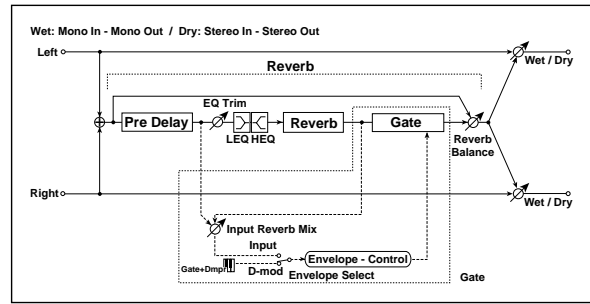 Wet: Mono In - Mono Out / Dry: Stereo In - Stereo Out
Left
Wet / Dry
Reverb
EQ Trim
Pre Delay
LEQ HEQ
Reverb
Gate
Reverb
Balance
Right
Wet / Dry
Input Reverb Mix
Input
Envelope - Control
Gate+Dmpr
D-mod
Envelope Select
Gate